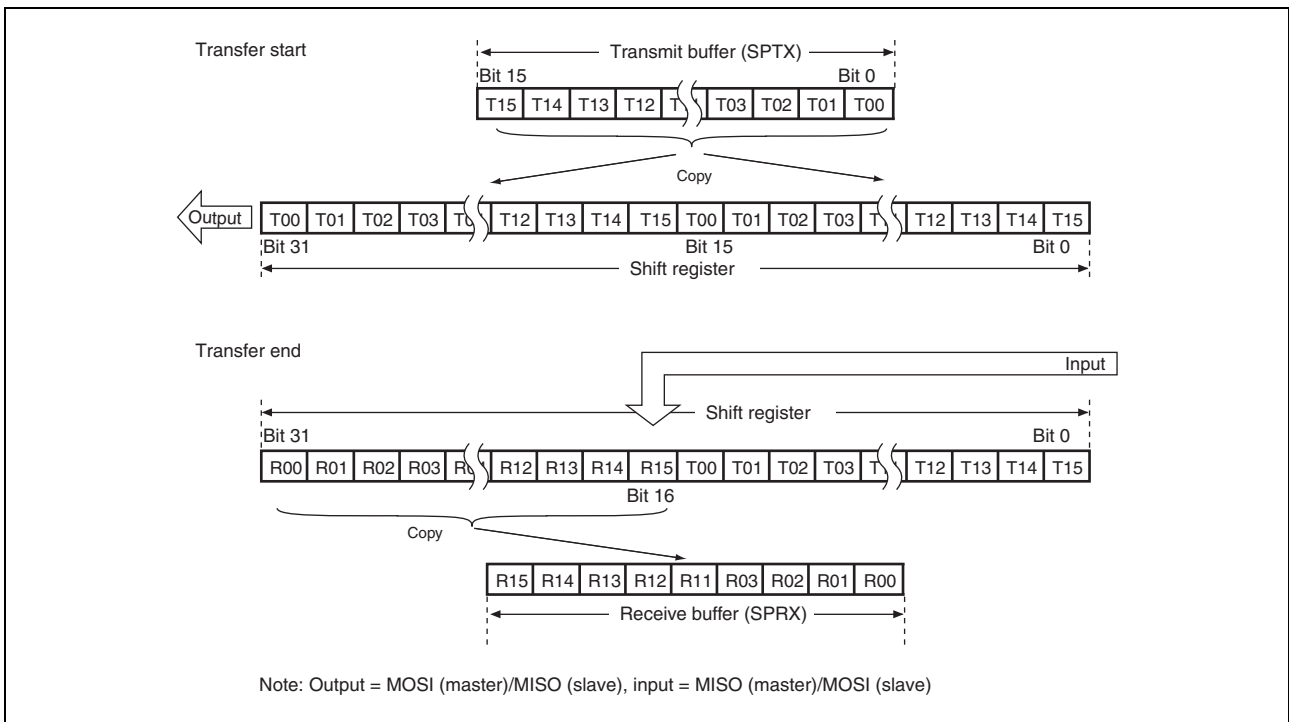 Transfer start
Transmit buffer (SPTX)
Bit 15 Bit 0
T15 T14 T13 T12 T03 T02 T01 T00
Copy
Output T00 T01 T02 T03 T12 T13 T14 T15 T00 T01 T02 T03 T12 T13 T14 T15
Bit 31 Bit 15 Bit 0
Shift register
Transfer end
Input
Shift register
Bit 31 Bit 0
R00 R01 R02 R03 R12 R13 R14 R15 T00 T01 T02 T03 T12 T13 T14 T15
Bit 16
Copy
R15 R14 R13 R12 R11 R03 R02 R01 R00
Receive buffer (SPRX)
Note: Output = MOSI (master)/MISO (slave), input = MISO (master)/MOSI (slave)